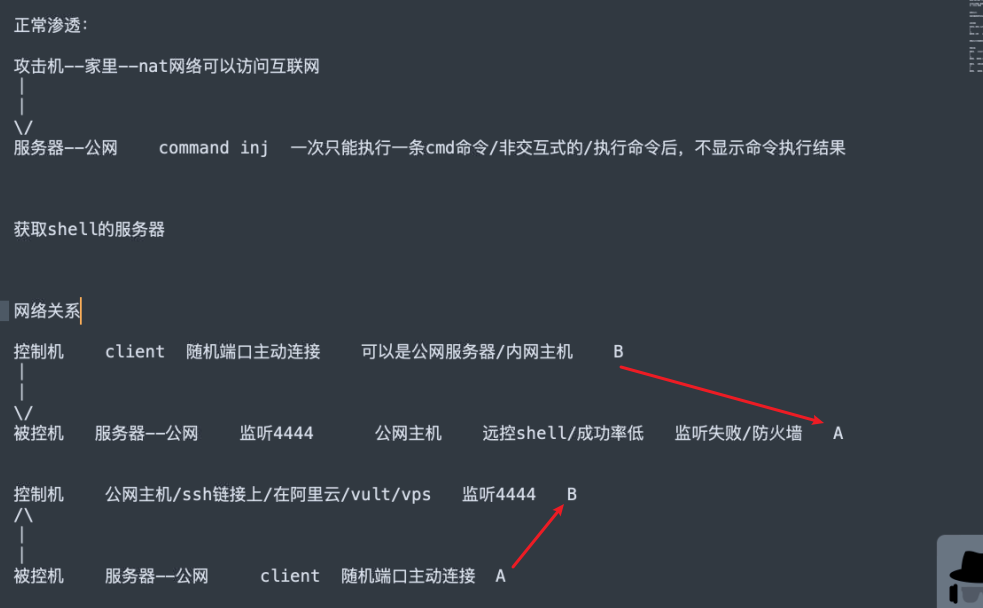 正常渗透:
攻击机--家里--nat网络可以访问互联网
|
|
\/
服务器--公网 command inj 一次只能执行一条cmd命令/非交互式的/执行命令后，不显示命令执行结果
获取shell的服务器
网络关系
控制机 client 随机端口主动连接 可以是公网服务器/内网主机 B
|
|
\/
被控机 服务器--公网 监听4444 公网主机 远控shell/成功率低 监听失败/防火墙 A
控制机 公网主机/ssh链接上/在阿里云/vult/vps 监听4444 B
/\
|
|
被控机 服务器--公网 client 随机端口主动连接 A